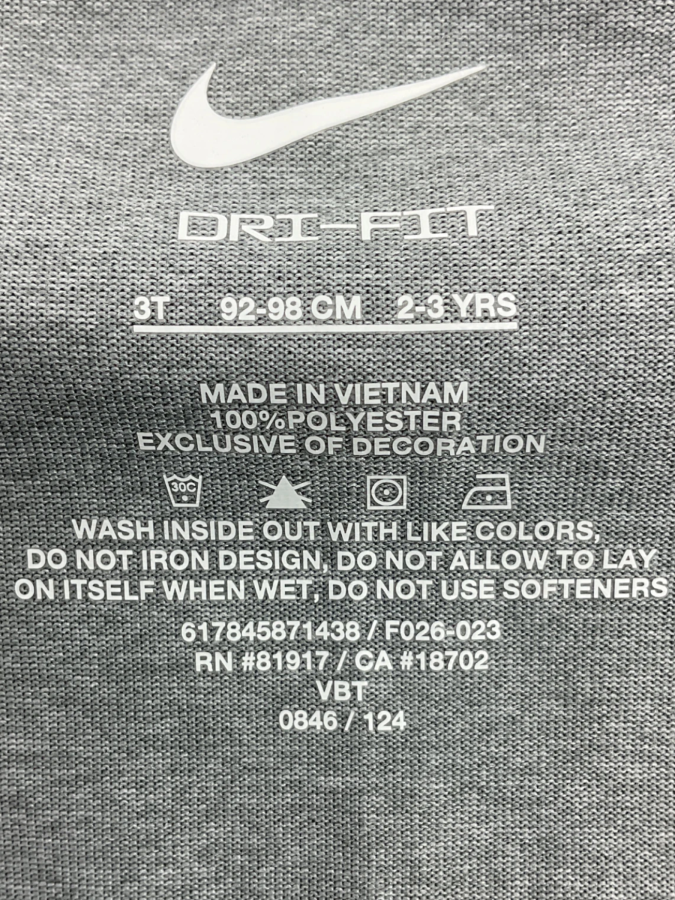 DRI-FIT
3T 92-98 CM 2-3 YRS
MADE IN VIETNAM
100%POLYESTER
EXCLUSIVE OF DECORATION
30C
WASH INSIDE OUT WITH LIKE COLORS,
DO NOT IRON DESIGN, DO NOT ALLOW TO LAY
ON ITSELF WHEN WET, DO NOT USE SOFTENERS
617845871438 / F026-023
RN #81917 / CA #18702
VBT
0846 / 124